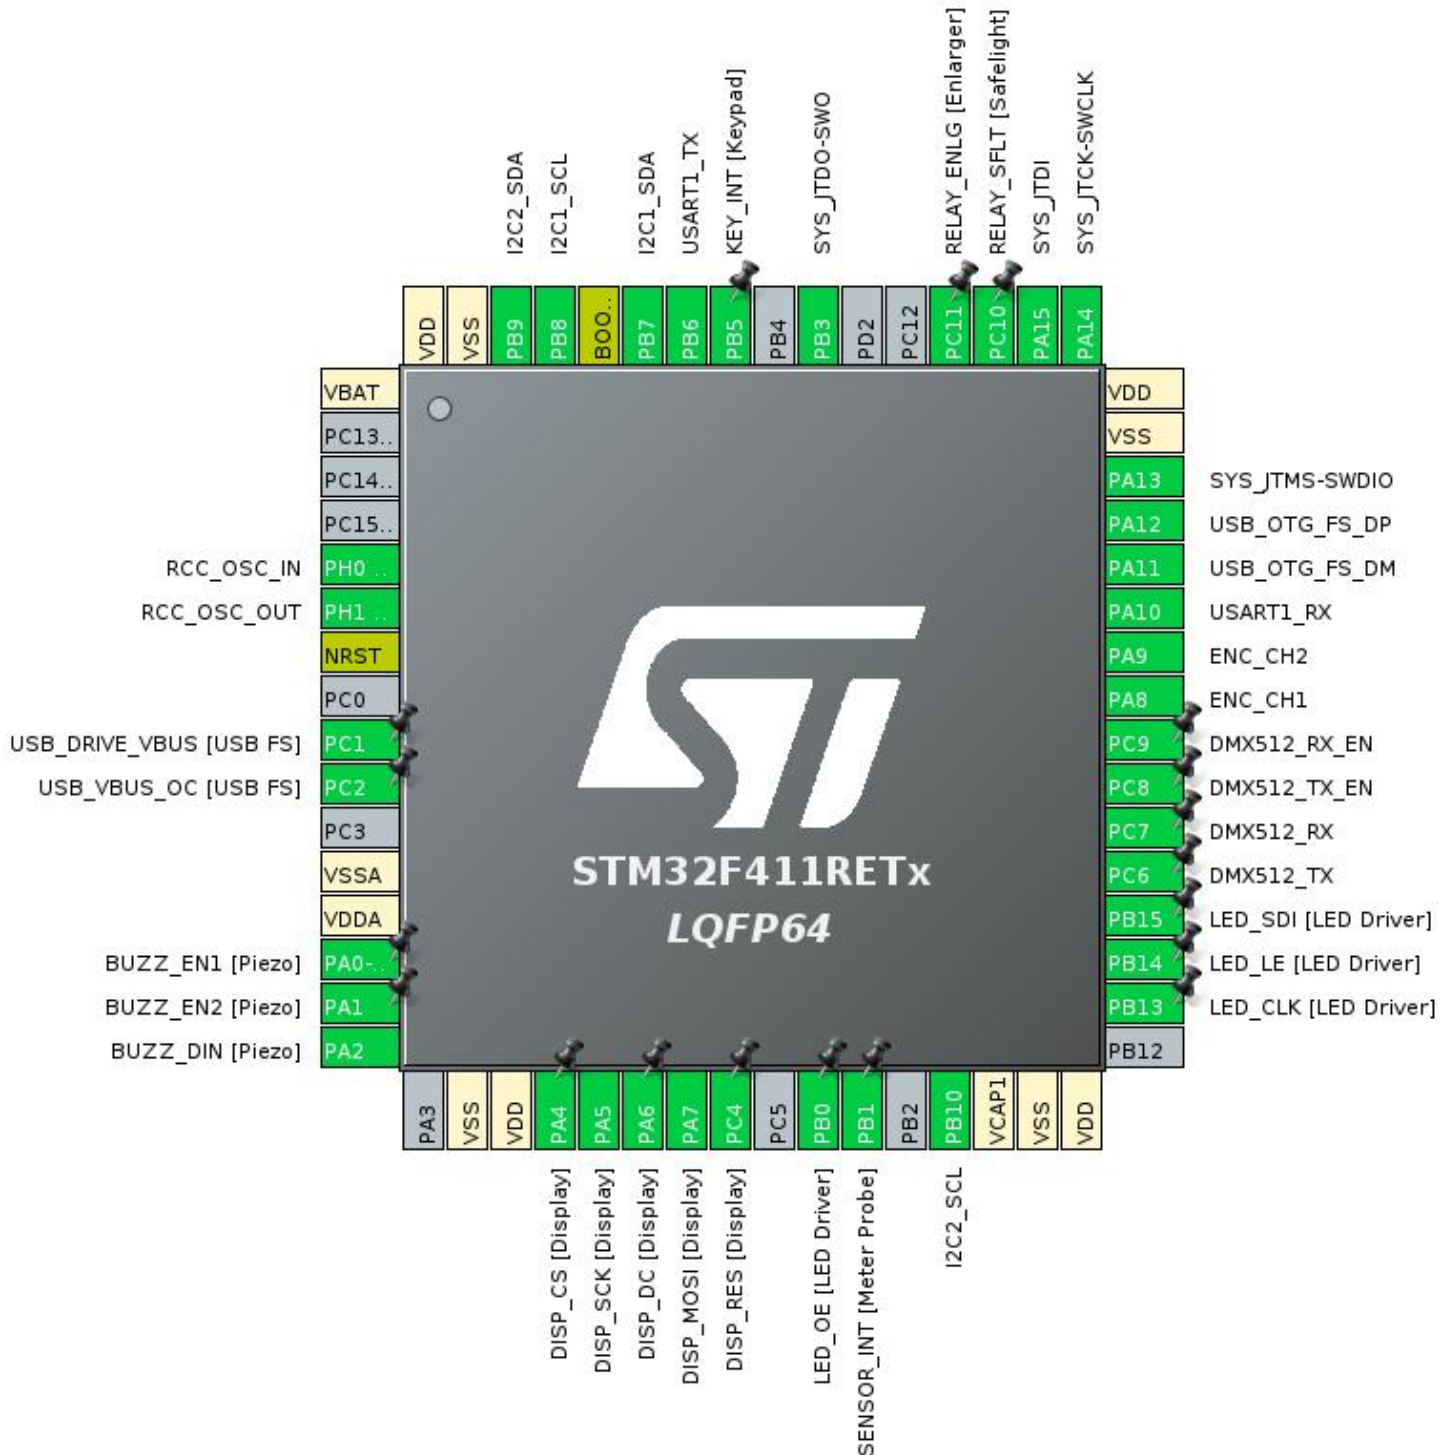 I2C2_SDA
I2C1_SCL
I2C1_SDA
USART1_TX
KEY_INT [Keypad]
SYS_JTDO-SWO
RELAY_ENLG [Enlarger]
RELAY_SFLT [Safelight]
SYS_JTDI
SYS_JTCK-SWCLK
VDD
VSS
PB9
PB8
BOO..
PB7
PB6
PB5
PB4
PB3
PD2
PC12
PC11
PC10
PA15
PA14
VBAT
PC13..
PC14..
PC15..
RCC_OSC_IN PH0 ..
RCC_OSC_OUT PH1 ..
NRST
PC0
USB_DRIVE_VBUS [USB FS] PC1
USB_VBUS_OC [USB FS] PC2
PC3
VSSA
VDDA
BUZZ_EN1 [Piezo] PA0-..
BUZZ_EN2 [Piezo] PA1
BUZZ_DIN [Piezo] PA2
STM32F411RETx
LQFP64
VDD
VSS
PA13 SYS_JTMS-SWDIO
PA12 USB_OTG_FS_DP
PA11 USB_OTG_FS_DM
PA10 USART1_RX
PA9 ENC_CH2
PA8 ENC_CH1
PC9 DMX512_RX_EN
PC8 DMX512_TX_EN
PC7 DMX512_RX
PC6 DMX512_TX
PB15 LED_SDI [LED Driver]
PB14 LED_LE [LED Driver]
PB13 LED_CLK [LED Driver]
PB12
PA3
VSS
VDD
PA4
PA5
PA6
PA7
PC4
PC5
PB0
PB1
PB2
PB10
VCAP1
VSS
VDD
DISP_CS [Display]
DISP_SCK [Display]
DISP_DC [Display]
DISP_MOSI [Display]
DISP_RES [Display]
LED_OE [LED Driver]
SENSOR_INT [Meter Probe]
I2C2_SCL